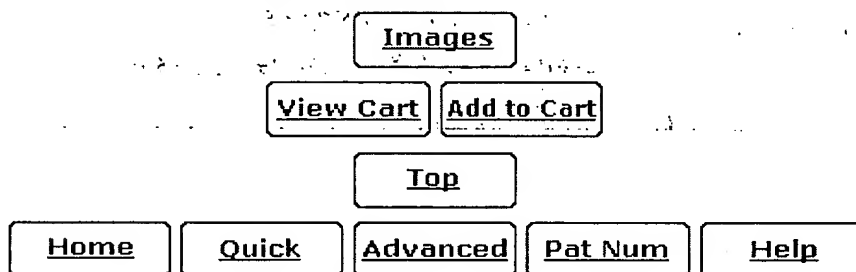 Images
View Cart Add to Cart
Top
Home Quick Advanced Pat Num Help